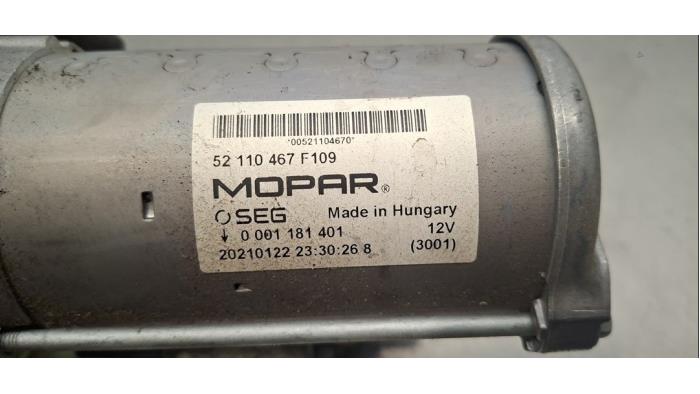 *00521104670*
52 110 467 F109
MOPAR®
SEG Made in Hungary
↓ 0 001 181 401 12V
20210122 23:30:26 8 (3001)